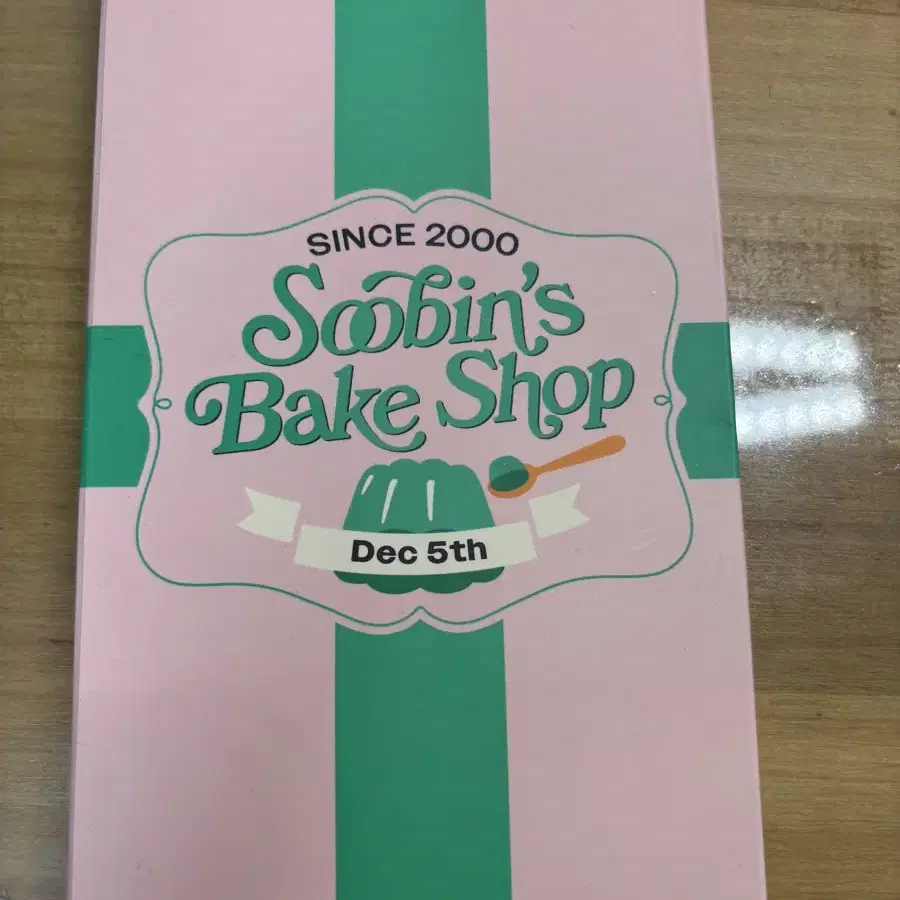 SINCE 2000
Soobin's
Bake Shop
Dec 5th